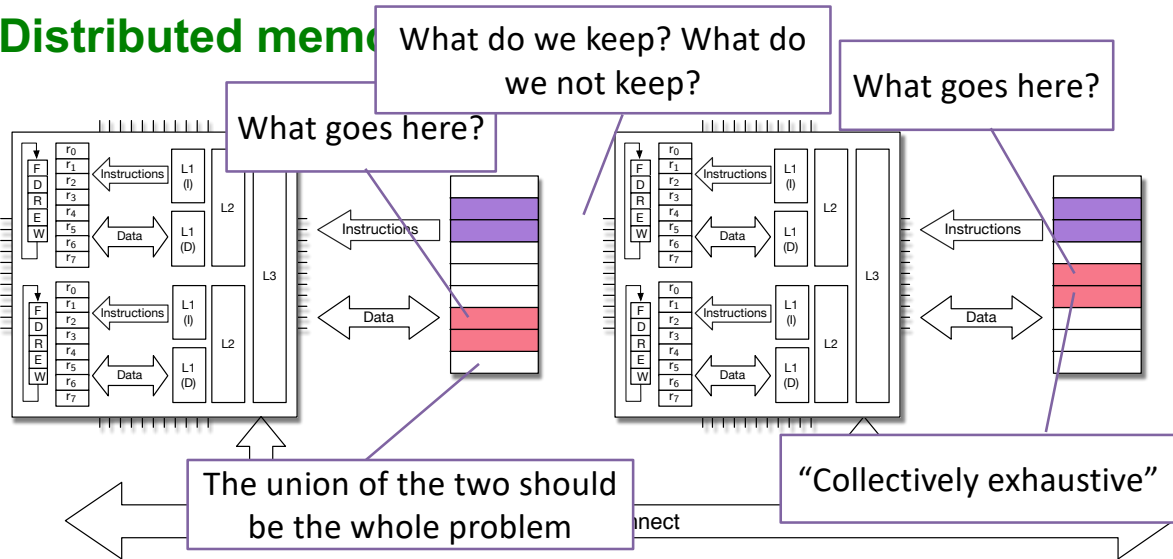 Distributed memo
What do we keep? What do
we not keep?
What goes here?
What goes here?
F
D
R
E
W
r0
r1
r2
r3
r4
r5
r6
r7
Instructions
Data
L1
(I)
L1
(D)
L2
F
D
R
E
W
r0
r1
r2
r3
r4
r5
r6
r7
Instructions
Data
L1
(I)
L1
(D)
L2
L3
Instructions
Data
F
D
R
E
W
r0
r1
r2
r3
r4
r5
r6
r7
Instructions
Data
L1
(I)
L1
(D)
L2
F
D
R
E
W
r0
r1
r2
r3
r4
r5
r6
r7
Instructions
Data
L1
(I)
L1
(D)
L2
L3
Instructions
Data
The union of the two should
be the whole problem
“Collectively exhaustive”
nnect